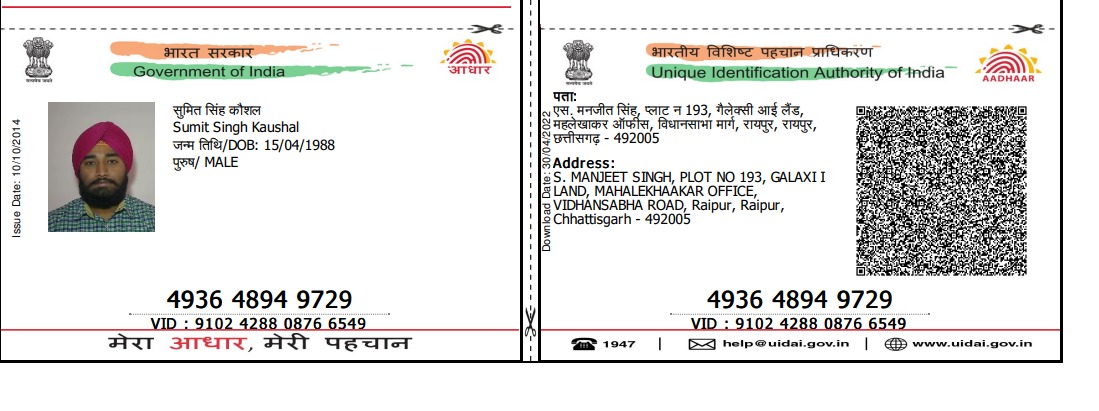 भारत सरकार
Government of India
आधार
Issue Date: 10/10/2014
सुमित सिंह कौशल
Sumit Singh Kaushal
जन्म तिथि/DOB: 15/04/1988
पुरुष/ MALE
4936 4894 9729
VID : 9102 4288 0876 6549
मेरा आधार, मेरी पहचान
भारतीय विशिष्ट पहचान प्राधिकरण
Unique Identification Authority of India
AADHAAR
Download Date: 30/04/2022
पता:
एस. मनजीत सिंह, प्लाट न 193, गैलेक्सी आई लैंड,
महलेखाकर ऑफीस, विधानसाभा मार्ग, रायपुर, रायपुर,
छत्तीसगढ़ - 492005
Address:
S. MANJEET SINGH, PLOT NO 193, GALAXI I
LAND, MAHALEKHAAKAR OFFICE,
VIDHANSABHA ROAD, Raipur, Raipur,
Chhattisgarh - 492005
4936 4894 9729
VID : 9102 4288 0876 6549
1947 | help@uidai.gov.in | www.uidai.gov.in